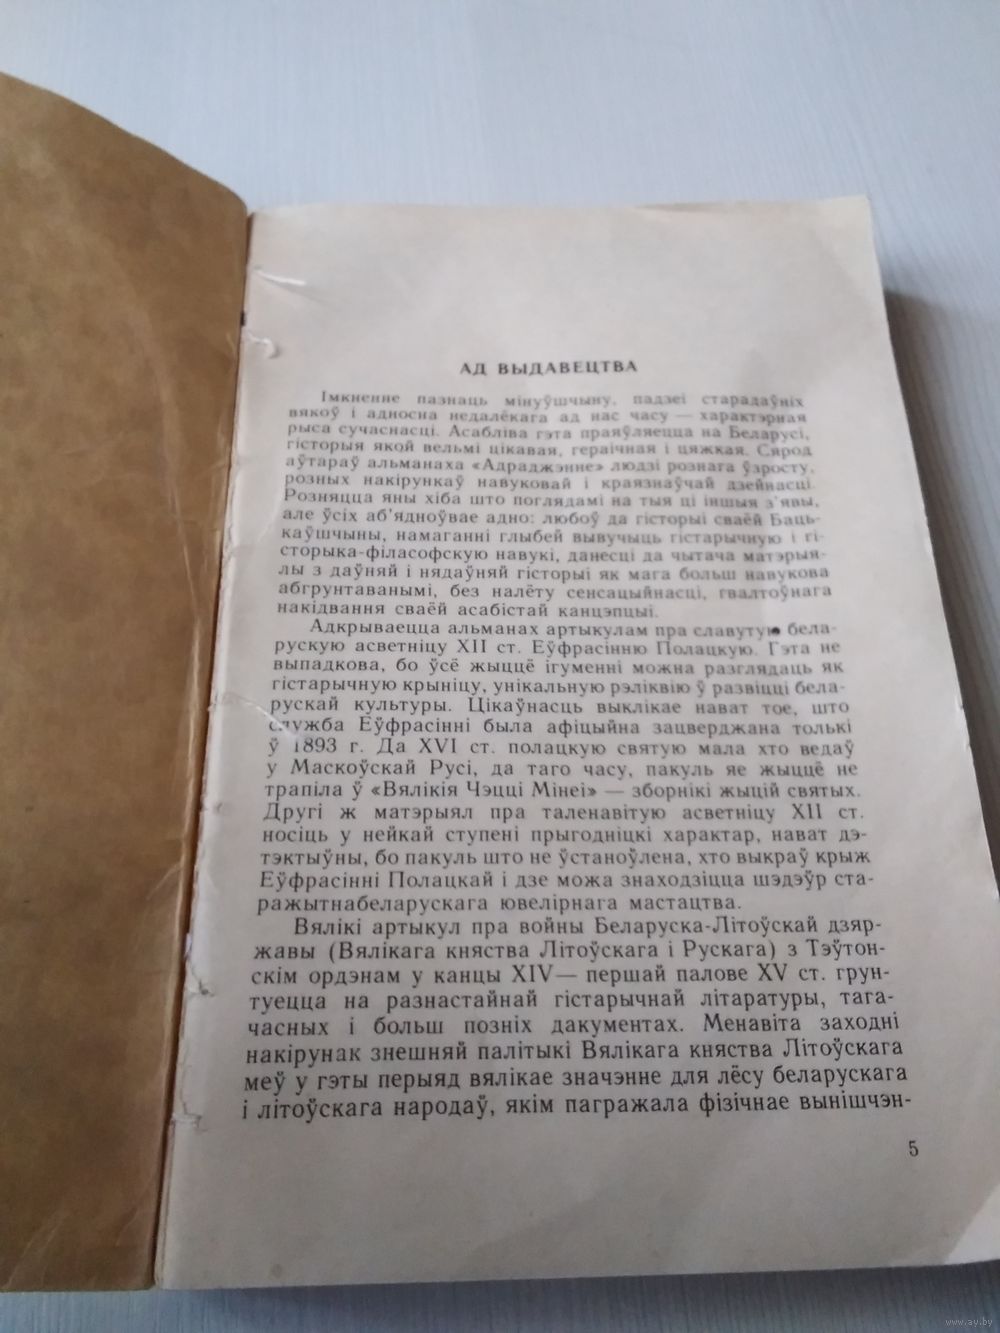 АД ВЫДАВЕЦТВА
Імкненне пазнаць мінуўшчыну, падзеі старадаўніх
вякоў і адносна недалёкага ад нас часу — характэрная
рыса сучаснасці. Асабліва гэта праяўляецца на Беларусі,
гісторыя якой вельмі цікавая, гераічная і цяжкая. Сярод
аўтараў альманаха «Адраджэнне» людзі рознага ўзросту,
розных накірункаў навуковай і краязнаўчай дзейнасці.
Розняцца яны хіба што поглядамі на тыя ці іншыя з'явы,
але ўсіх аб'ядноўвае адно: любоў да гісторыі сваёй Баць-
каўшчыны, намаганні глыбей вывучыць гістарычную і гі-
сторыка-філасофскую навукі, данесці да чытача матэрыя-
лы з даўняй і нядаўняй гісторыі як мага больш навукова
абгрунтаванымі, без налёту сенсацыйнасці, гвалтоўнага
накідвання сваёй асабістай канцэпцыі.
Адкрываецца альманах артыкулам пра славутую бела-
рускую асветніцу XII ст. Еўфрасінню Полацкую. Гэта не
выпадкова, бо ўсё жыццё ігуменні можна разглядаць як
гістарычную крыніцу, унікальную рэліквію ў развіцці бела-
рускай культуры. Цікаўнасць выклікае нават тое, што
служба Еўфрасінні была афіцыйна зацверджана толькі
ў 1893 г. Да XVI ст. полацкую святую мала хто ведаў
у Маскоўскай Русі, да таго часу, пакуль яе жыццё не
трапіла ў «Вялікія Чэцці Мінеі» — зборнікі жыцій святых.
Другі ж матэрыял пра таленавітую асветніцу XII ст.
носіць у нейкай ступені прыгодніцкі характар, нават дэ-
тэктыўны, бо пакуль што не ўстаноўлена, хто выкраў крыж
Еўфрасінні Полацкай і дзе можа знаходзіцца шэдэўр ста-
ражытнабеларускага ювелірнага мастацтва.
Вялікі артыкул пра войны Беларуска-Літоўскай дзяр-
жавы (Вялікага княства Літоўскага і Рускага) з Тэўтон-
скім ордэнам у канцы XIV— першай палове XV ст. грун-
туецца на разнастайнай гістарычнай літаратуры, тага-
часных і больш позніх дакументах. Менавіта заходні
накірунак знешняй палітыкі Вялікага княства Літоўскага
меў у гэты перыяд вялікае значэнне для лёсу беларускага
і літоўскага народаў, якім пагражала фізічнае вынішчэн-
5
www.ay.by